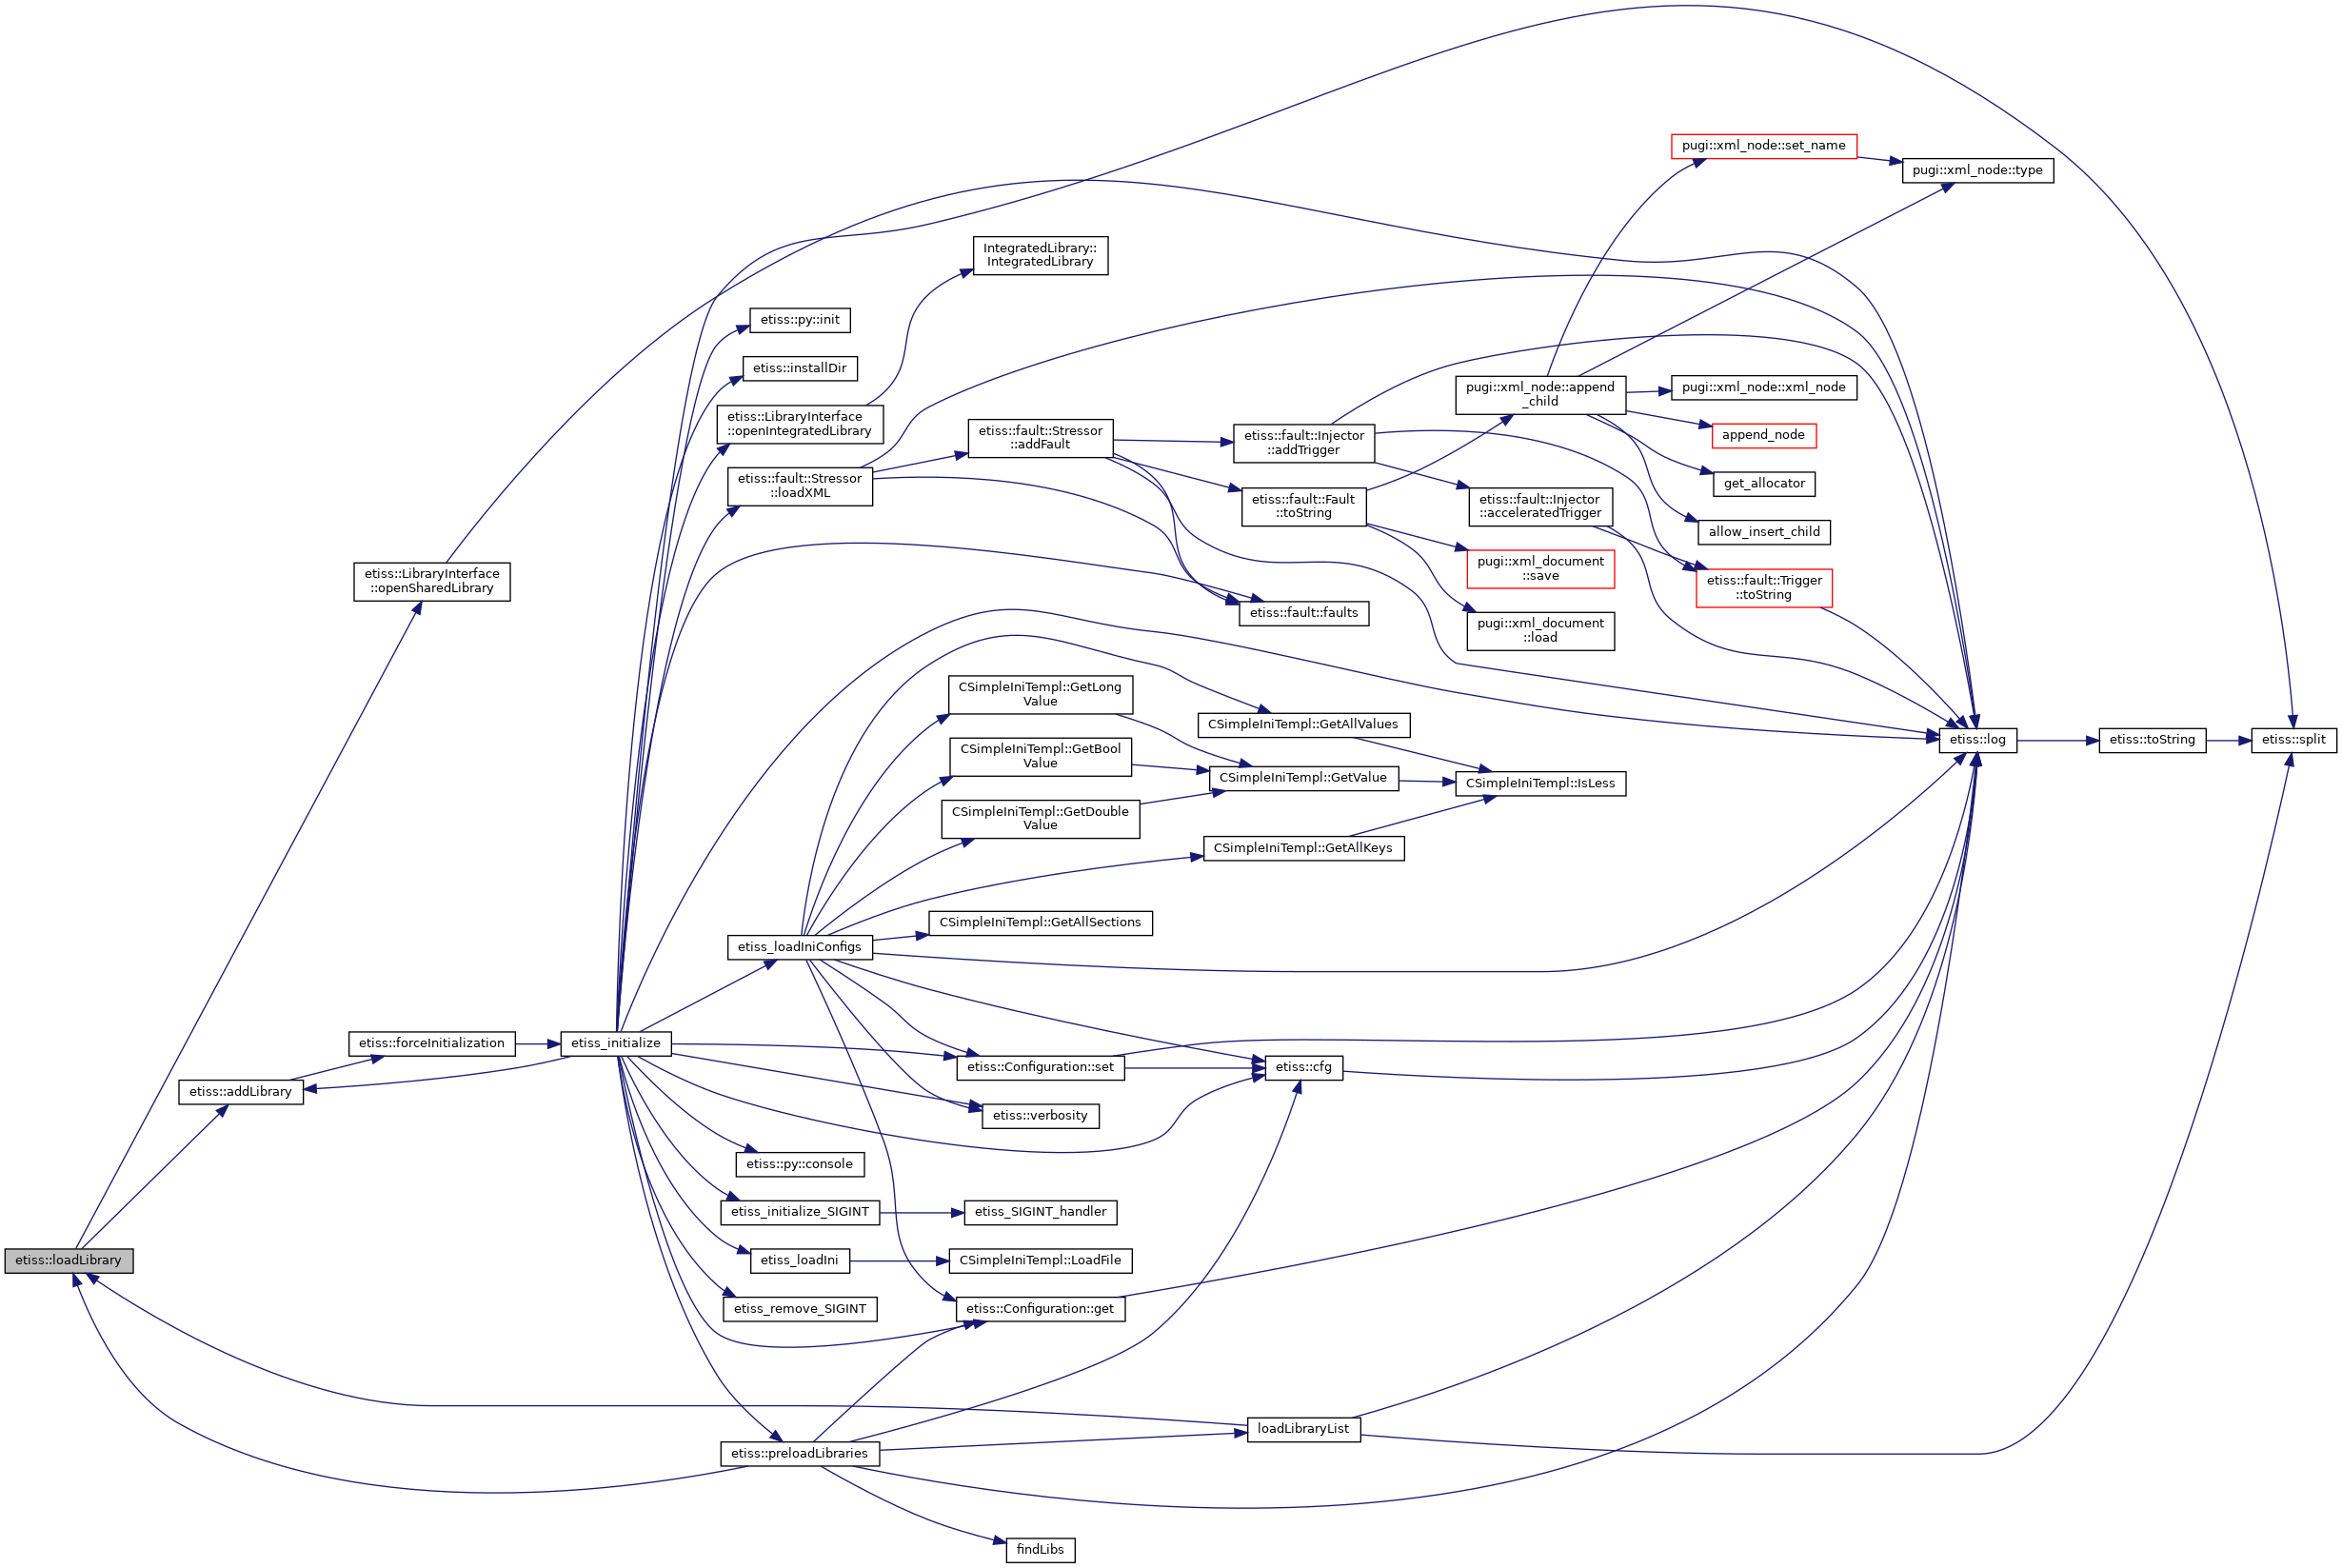 pugi::xml_node::set_name
pugi::xml_node::type
IntegratedLibrary::
IntegratedLibrary
etiss::py::init
etiss::installDir
pugi::xml_node::append
_child
pugi::xml_node::xml_node
etiss::LibraryInterface
::openIntegratedLibrary
etiss::fault::Stressor
::addFault
etiss::fault::Injector
::addTrigger
append_node
etiss::fault::Stressor
::loadXML
get_allocator
etiss::fault::Fault
::toString
etiss::fault::Injector
::acceleratedTrigger
allow_insert_child
etiss::LibraryInterface
::openSharedLibrary
pugi::xml_document
::save
etiss::fault::Trigger
::toString
etiss::fault::faults
pugi::xml_document
::load
CSimpleIniTempl::GetLong
Value
CSimpleIniTempl::GetAllValues
etiss::log
etiss::toString
etiss::split
CSimpleIniTempl::GetBool
Value
CSimpleIniTempl::GetValue
CSimpleIniTempl::IsLess
CSimpleIniTempl::GetDouble
Value
CSimpleIniTempl::GetAllKeys
CSimpleIniTempl::GetAllSections
etiss_loadIniConfigs
etiss::forceInitialization
etiss_initialize
etiss::Configuration::set
etiss::cfg
etiss::addLibrary
etiss::verbosity
etiss::py::console
etiss_initialize_SIGINT
etiss_SIGINT_handler
etiss::loadLibrary
etiss_loadIni
CSimpleIniTempl::LoadFile
etiss_remove_SIGINT
etiss::Configuration::get
loadLibraryList
etiss::preloadLibraries
findLibs